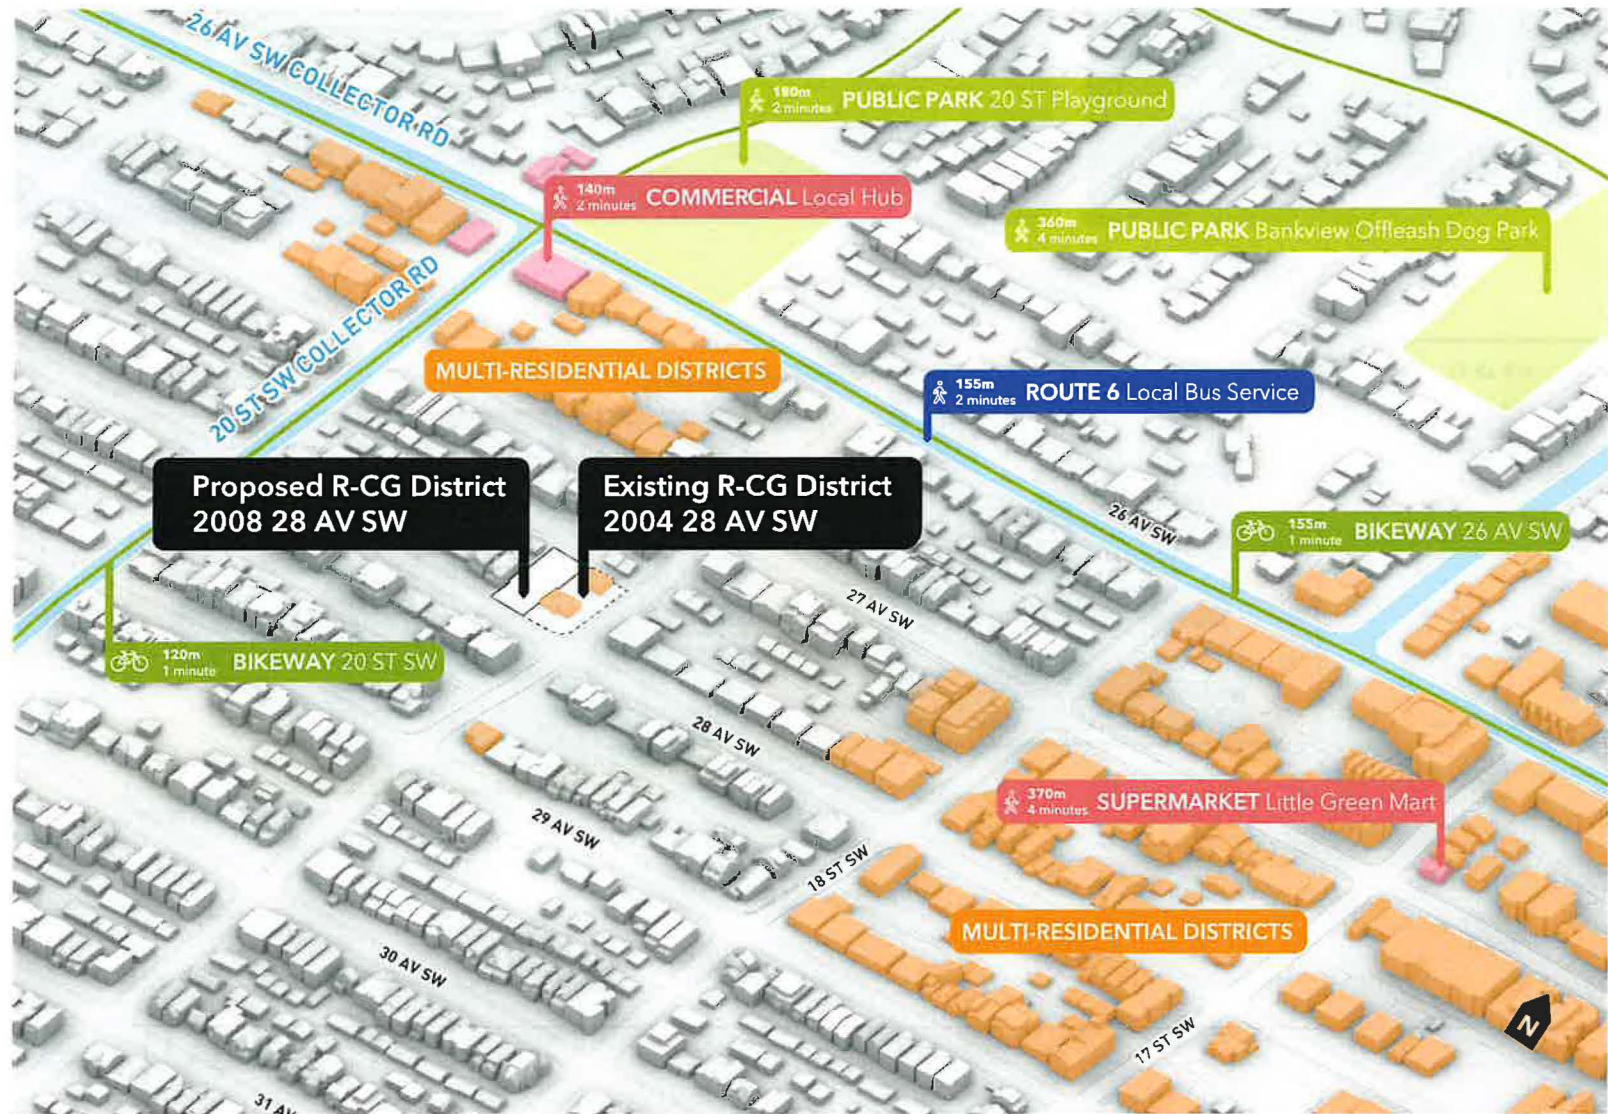 26 AV SW COLLECTOR RD
180m
2 minutes PUBLIC PARK 20 ST Playground
140m
2 minutes COMMERCIAL Local Hub
360m
4 minutes PUBLIC PARK Bankview Offleash Dog Park
20 ST SW COLLECTOR RD
MULTI-RESIDENTIAL DISTRICTS
155m
2 minutes ROUTE 6 Local Bus Service
Proposed R-CG District
2008 28 AV SW
Existing R-CG District
2004 28 AV SW
26 AV SW
155m
1 minute BIKEWAY 26 AV SW
27 AV SW
120m
1 minute BIKEWAY 20 ST SW
28 AV SW
370m
4 minutes SUPERMARKET Little Green Mart
29 AV SW
18 ST SW
MULTI-RESIDENTIAL DISTRICTS
30 AV SW
N
17 ST SW
31 AV